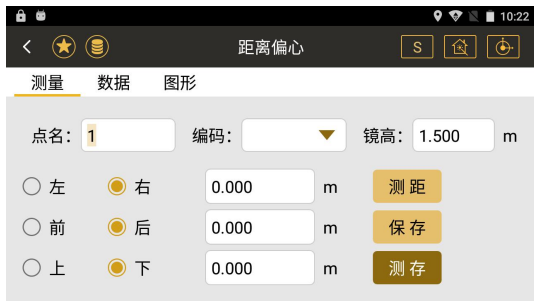 10:22
距离偏心
S
测量 数据 图形
点名: 1 编码: 镜高: 1.500 m
左 右 0.000 m 测距
前 后 0.000 m 保存
上 下 0.000 m 测存